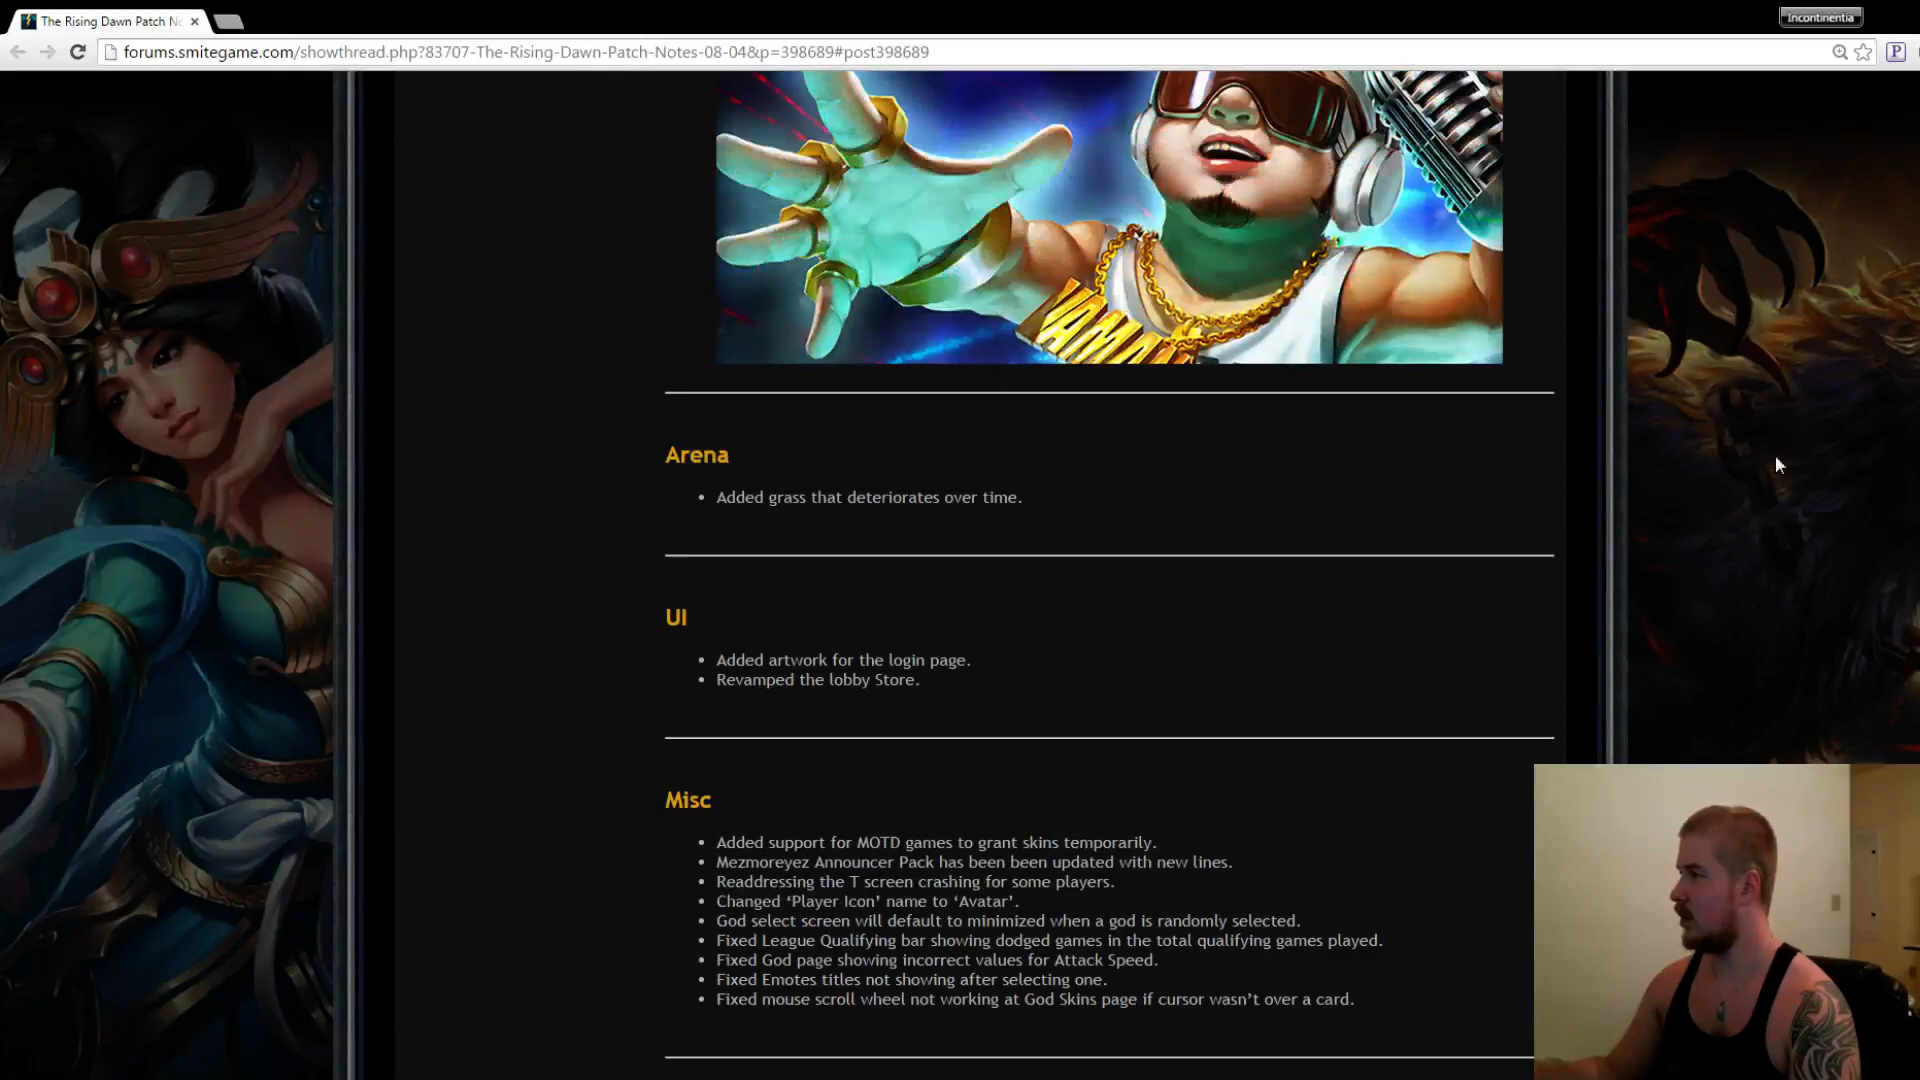 The Rising Dawn Patch No
Incontinentia
forums.smitegame.com/showthread.php?83707-The-Rising-Dawn-Patch-Notes-08-04&p=398689#post398689
P
Arena
• Added grass that deteriorates over time.
UI
• Added artwork for the login page.
• Revamped the lobby Store.
Misc
• Added support for MOTD games to grant skins temporarily.
• Mezmoreyez Announcer Pack has been been updated with new lines.
• Readdressing the T screen crashing for some players.
• Changed ‘Player Icon’ name to ‘Avatar’.
• God select screen will default to minimized when a god is randomly selected.
• Fixed League Qualifying bar showing dodged games in the total qualifying games played.
• Fixed God page showing incorrect values for Attack Speed.
• Fixed Emotes titles not showing after selecting one.
• Fixed mouse scroll wheel not working at God Skins page if cursor wasn’t over a card.